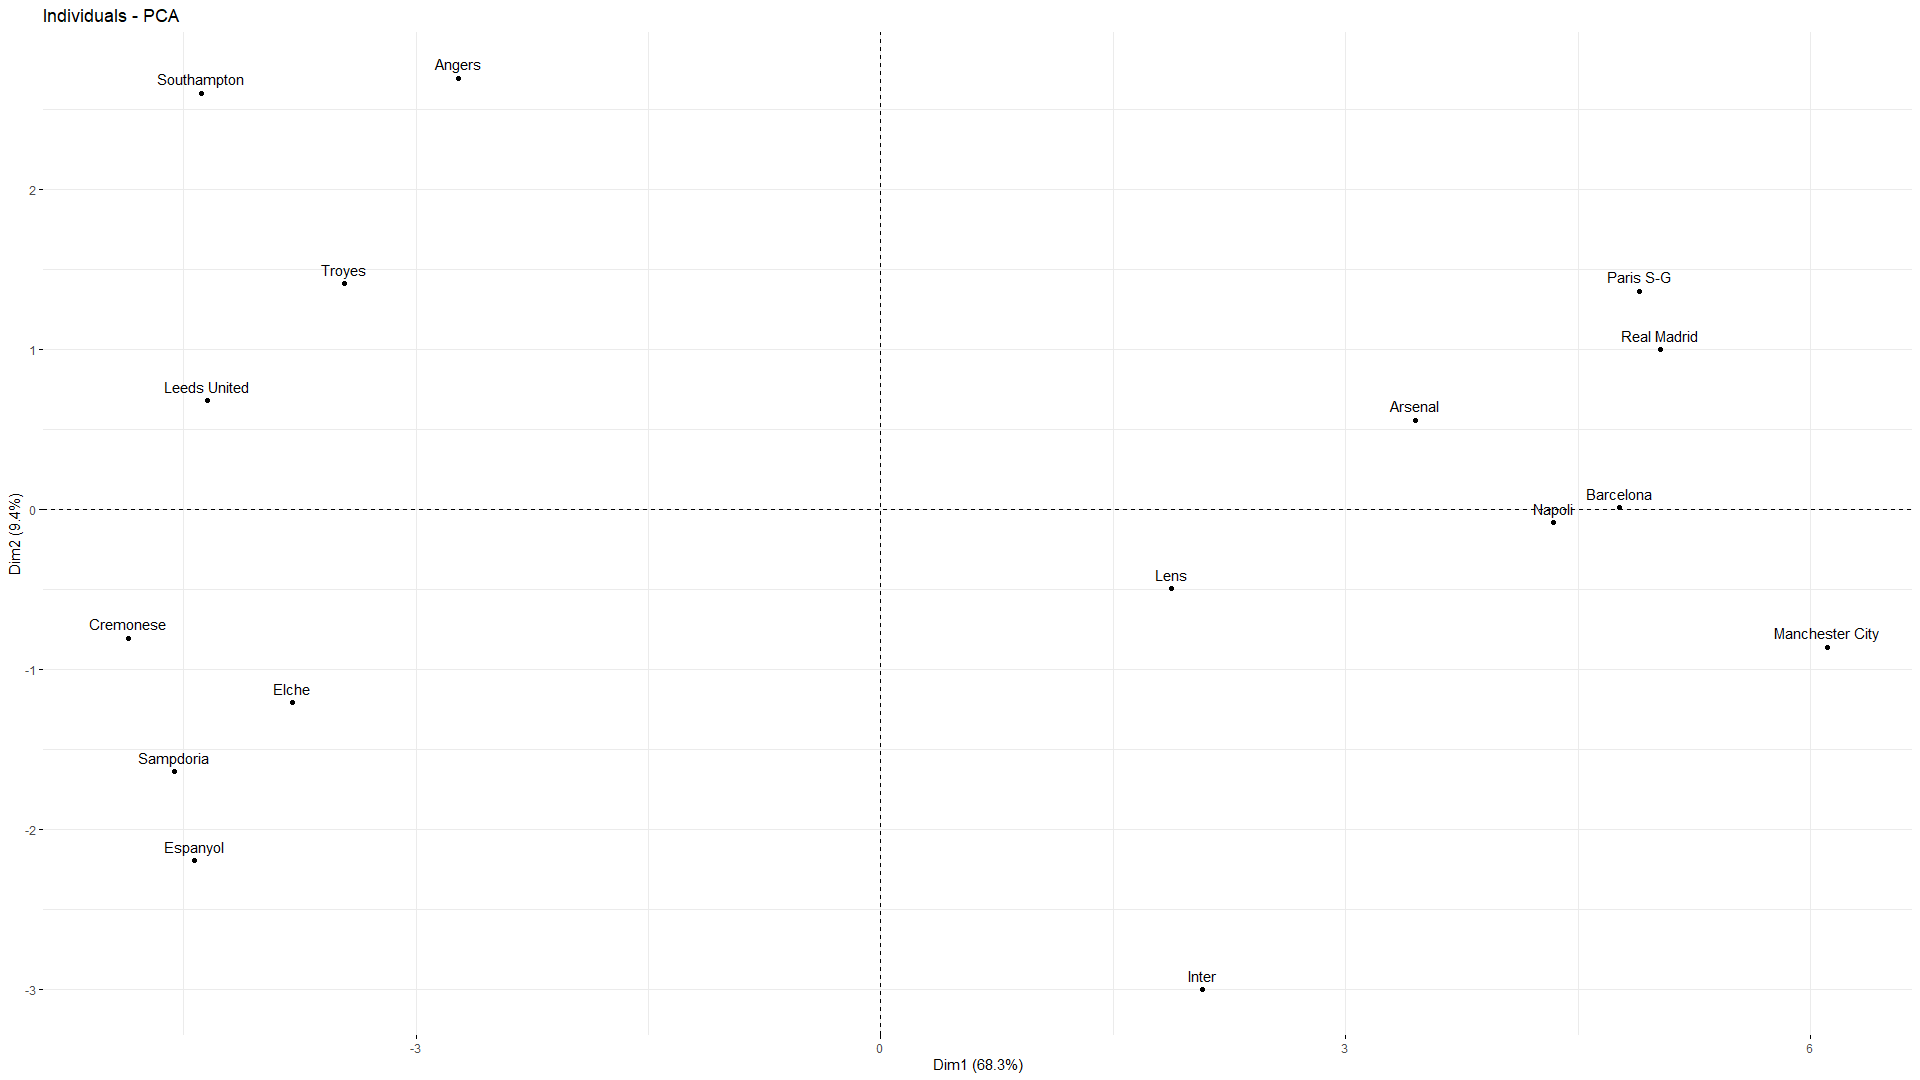 Individuals - PCA
Angers
Southampton
Troyes
Paris S-G
Real Madrid
Leeds United
Arsenal
Barcelona
Napoli
Lens
Cremonese
Manchester City
Elche
Sampdoria
Espanyol
Inter
2
1
0
-1
-2
-3
Dim2 (9.4%)
-3
0
3
6
Dim1 (68.3%)